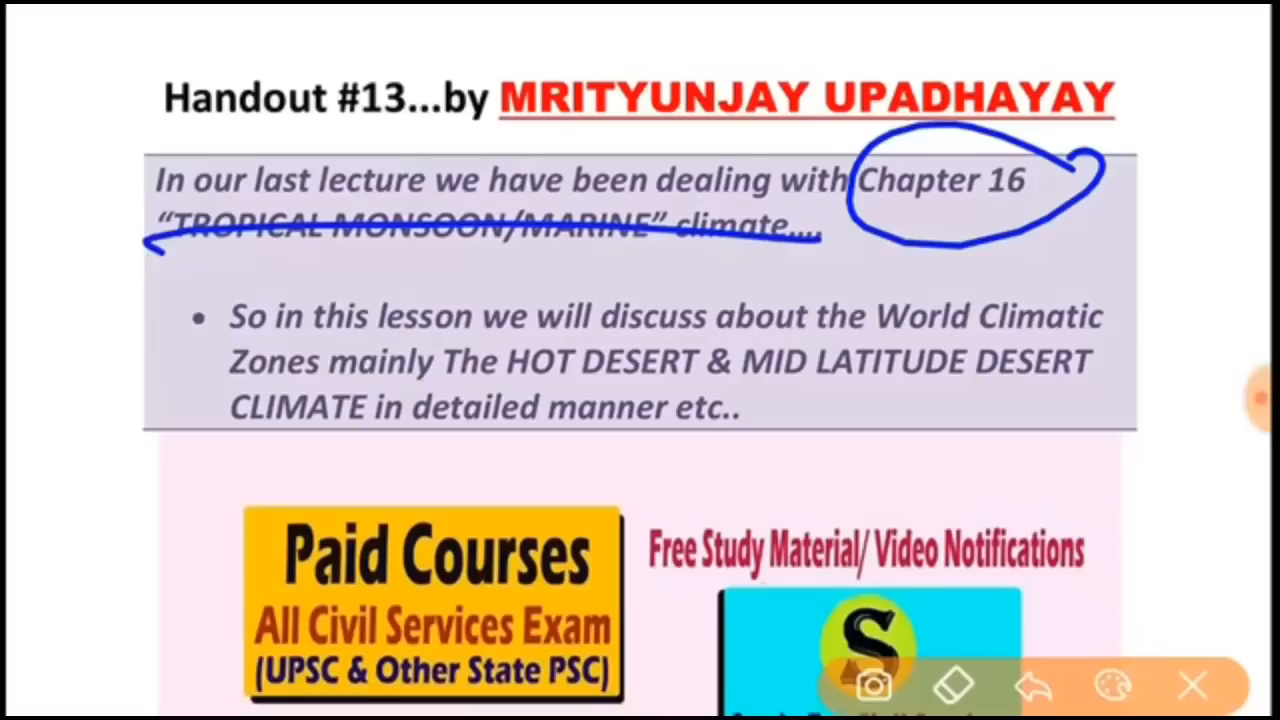 Handout #13...by MRITYUNJAY UPADHAYAY
In our last lecture we have been dealing with Chapter 16
“TROPICAL MONSOON/MARINE” climate....
• So in this lesson we will discuss about the World Climatic
Zones mainly The HOT DESERT & MID LATITUDE DESERT
CLIMATE in detailed manner etc..
Paid Courses
All Civil Services Exam
(UPSC & Other State PSC)
Free Study Material/ Video Notifications
S